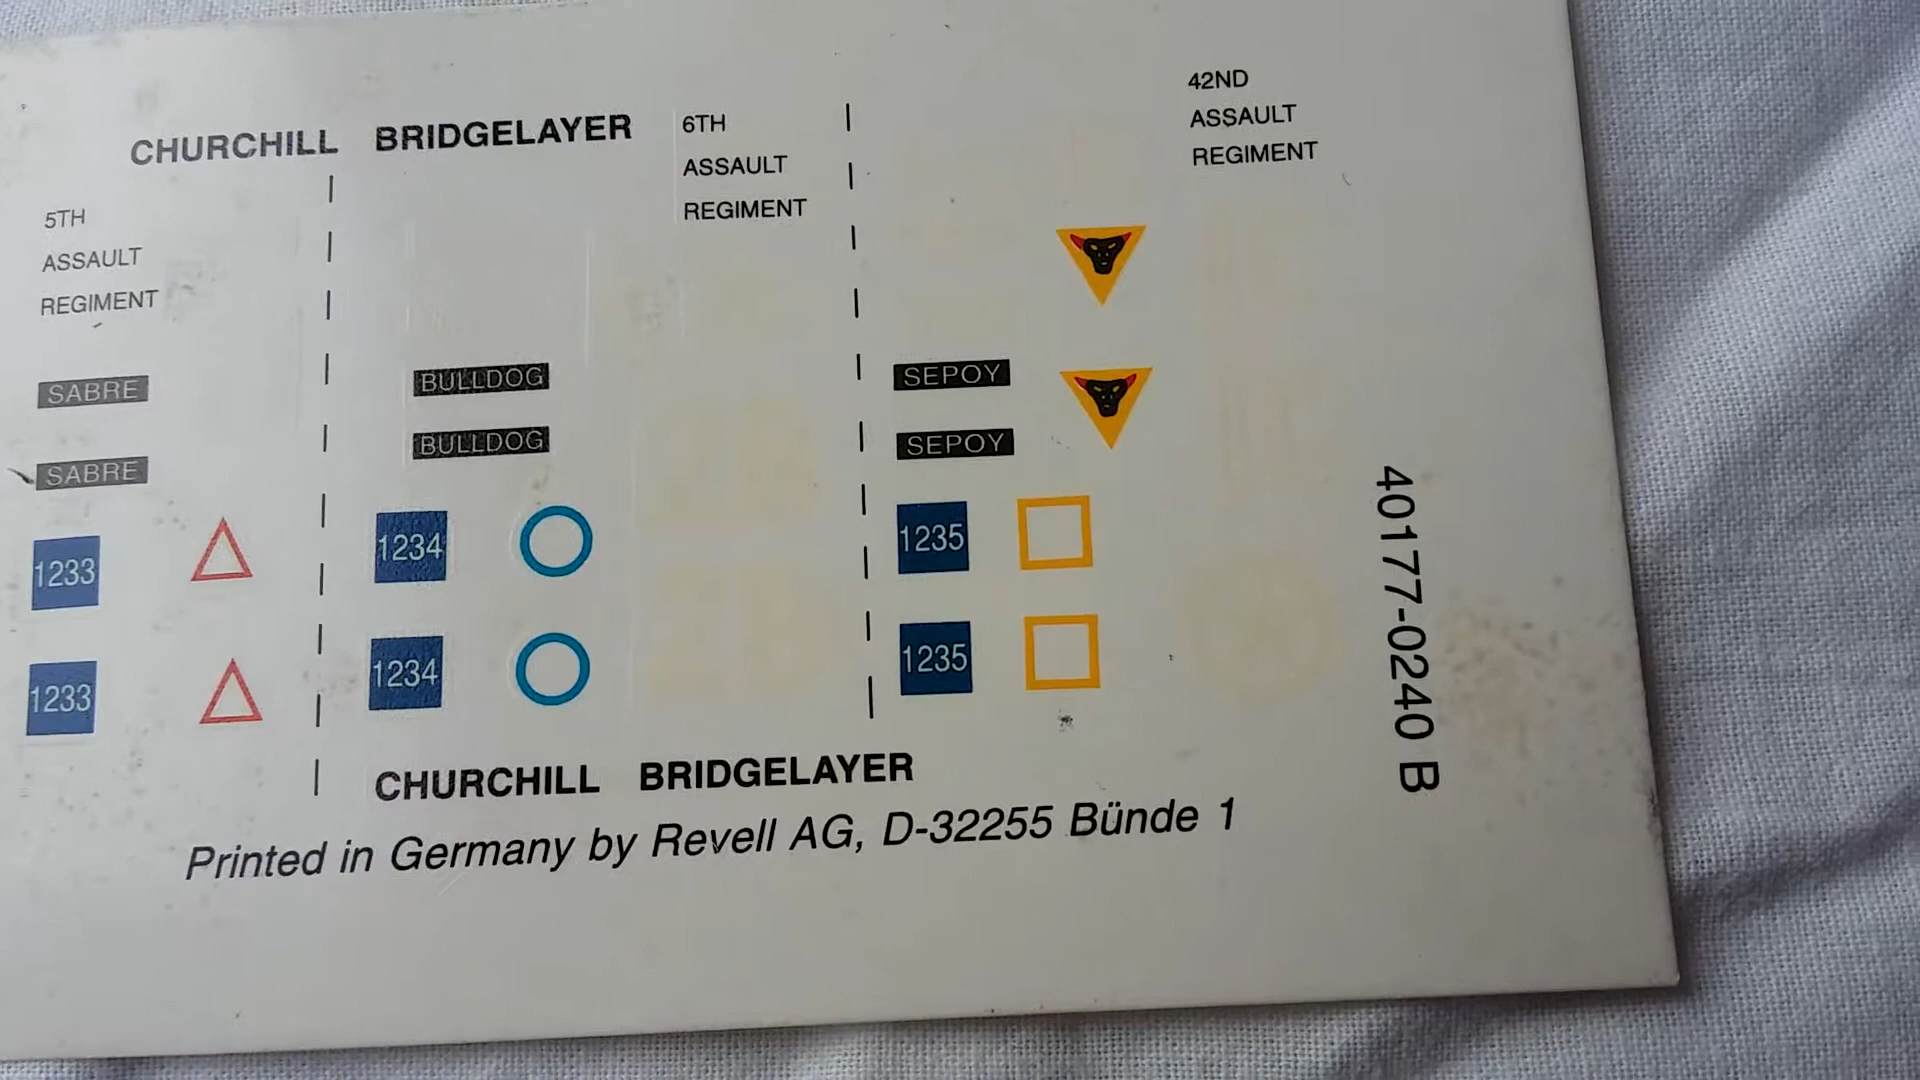 CHURCHILL BRIDGELAYER
5TH
ASSAULT
REGIMENT
SABRE
SABRE
1233
1233
6TH
ASSAULT
REGIMENT
BULLDOG
BULLDOG
1234
1234
42ND
ASSAULT
REGIMENT
SEPOY
SEPOY
1235
1235
40177-0240 B
CHURCHILL BRIDGELAYER
Printed in Germany by Revell AG, D-32255 Bünde 1